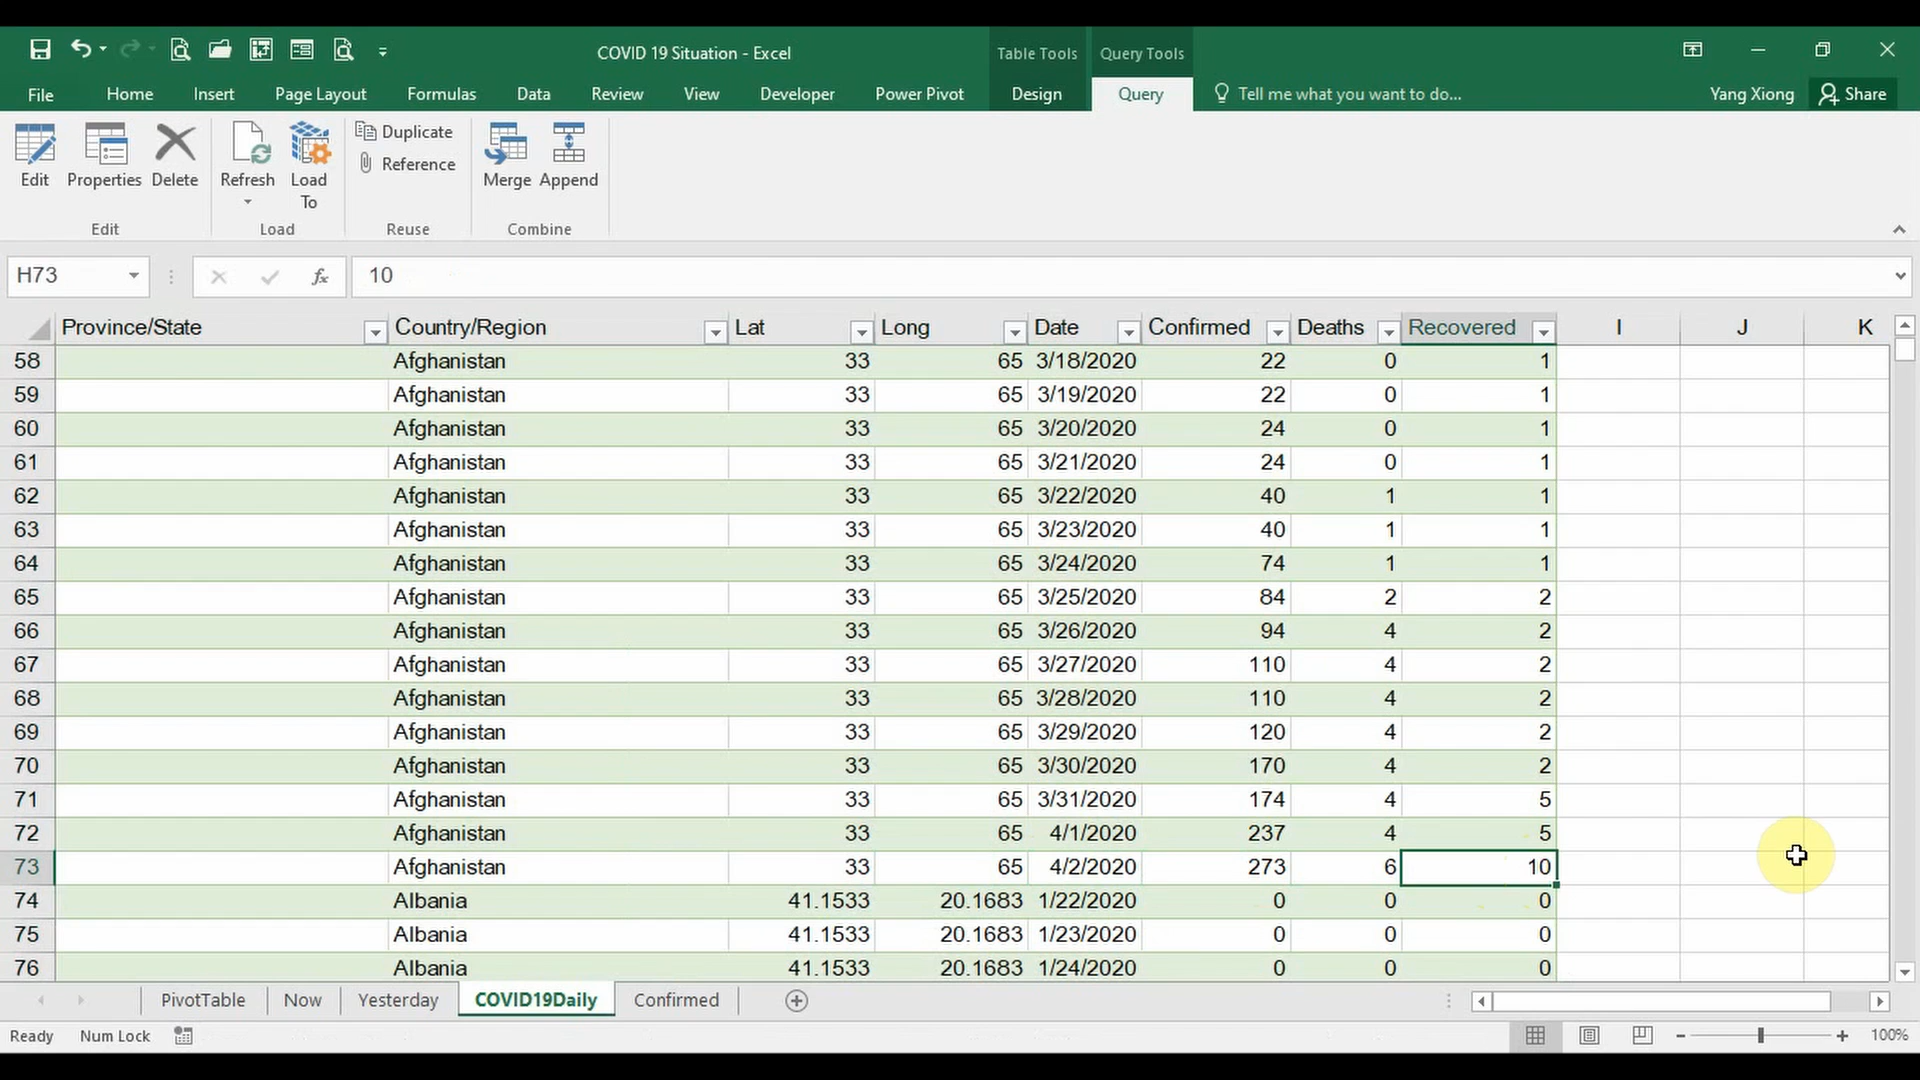 COVID 19 Situation - Excel
Table Tools Query Tools
File Home Insert Page Layout Formulas Data Review View Developer Power Pivot Design Query Tell me what you want to do... Yang Xiong Share
Edit Properties Delete Refresh Load To Duplicate Reference Merge Append
Edit Load Reuse Combine
H73 fx 10
Province/State Country/Region Lat Long Date Confirmed Deaths Recovered I J K
58 Afghanistan 33 65 3/18/2020 22 0 1
59 Afghanistan 33 65 3/19/2020 22 0 1
60 Afghanistan 33 65 3/20/2020 24 0 1
61 Afghanistan 33 65 3/21/2020 24 0 1
62 Afghanistan 33 65 3/22/2020 40 1 1
63 Afghanistan 33 65 3/23/2020 40 1 1
64 Afghanistan 33 65 3/24/2020 74 1 1
65 Afghanistan 33 65 3/25/2020 84 2 2
66 Afghanistan 33 65 3/26/2020 94 4 2
67 Afghanistan 33 65 3/27/2020 110 4 2
68 Afghanistan 33 65 3/28/2020 110 4 2
69 Afghanistan 33 65 3/29/2020 120 4 2
70 Afghanistan 33 65 3/30/2020 170 4 2
71 Afghanistan 33 65 3/31/2020 174 4 5
72 Afghanistan 33 65 4/1/2020 237 4 5
73 Afghanistan 33 65 4/2/2020 273 6 10
74 Albania 41.1533 20.1683 1/22/2020 0 0 0
75 Albania 41.1533 20.1683 1/23/2020 0 0 0
76 Albania 41.1533 20.1683 1/24/2020 0 0 0
PivotTable Now Yesterday COVID19Daily Confirmed
Ready Num Lock 100%